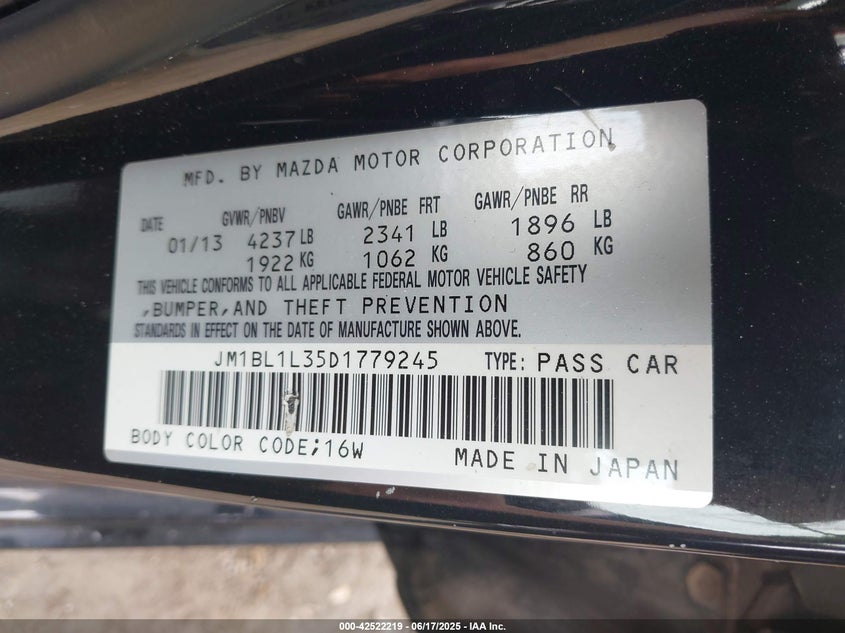 MFD. BY MAZDA MOTOR CORPORATION
DATE GVWR/PNBV GAWR/PNBE FRT GAWR/PNBE RR
01/13 4237 LB 2341 LB 1896 LB
1922 KG 1062 KG 860 KG
THIS VEHICLE CONFORMS TO ALL APPLICABLE FEDERAL MOTOR VEHICLE SAFETY
,BUMPER,AND THEFT PREVENTION
STANDARDS IN EFFECT ON THE DATE OF MANUFACTURE SHOWN ABOVE.
JM1BL1L35D1779245 TYPE: PASS CAR
BODY COLOR CODE;16W
MADE IN JAPAN
000-42522219 - 06/17/2025 - IAA Inc.